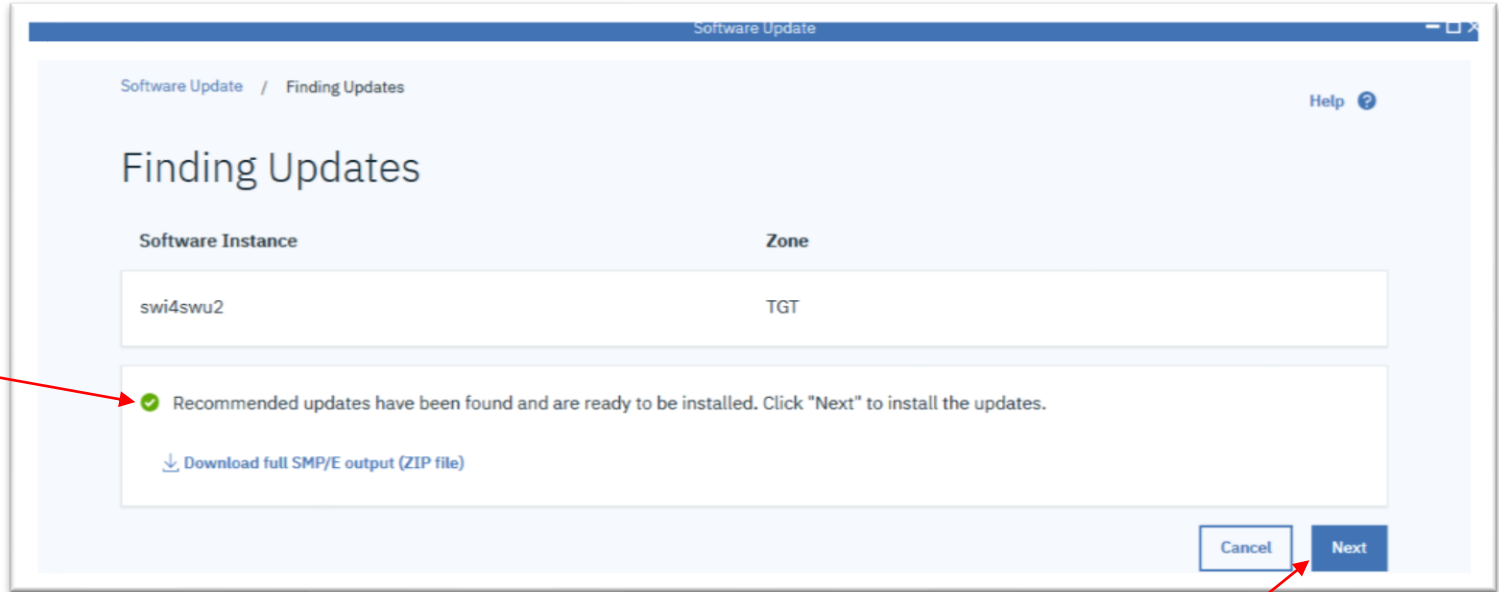 Software Update
Software Update / Finding Updates
Help
Finding Updates
Software Instance Zone
swi4swu2 TGT
Recommended updates have been found and are ready to be installed. Click "Next" to install the updates.
Download full SMP/E output (ZIP file)
Cancel Next